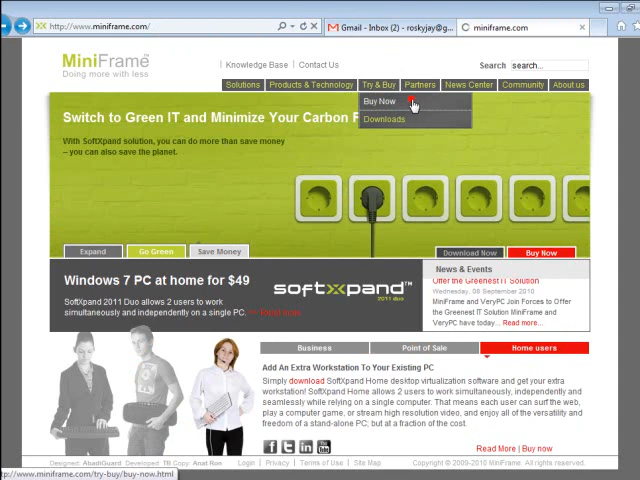 http://www.miniframe.com/
Gmail - Inbox (2) - roskyjay@g...
miniframe.com
MiniFrame™
Doing more with less
Knowledge Base | Contact Us
Search search...
Solutions Products & Technology Try & Buy Partners News Center Community About us
Buy Now
Downloads
Switch to Green IT and Minimize Your Carbon F
With SoftXpand solution, you can do more than save money
– you can also save the planet.
Expand Go Green Save Money
Download Now Buy Now
Windows 7 PC at home for $49
SoftXpand 2011 Duo allows 2 users to work
simultaneously and independently on a single PC. >> Read more
softxpand™
2011 duo
News & Events
Offer the Greenest IT Solution
Wednesday, 08 September 2010
MiniFrame and VeryPC Join Forces to Offer
the Greenest IT Solution MiniFrame and
VeryPC have today... Read more...
Business Point of Sale Home users
Add An Extra Workstation To Your Existing PC
Simply download SoftXpand Home desktop virtualization software and get your extra
workstation! SoftXpand Home allows 2 users to work simultaneously, independently and
seamlessly while relying on a single computer. That means each user can surf the web,
play a computer game, or stream high resolution video, and enjoy all of the versatility and
freedom of a stand-alone PC; but at a fraction of the cost.
Read More | Buy now
Designed: AbadiGuard Developed: TB Copy: Anat Ron Login | Privacy | Terms of Use | Site Map Copyright © 2009-2010 MiniFrame. All rights reserved.
http://www.miniframe.com/try-buy/buy-now.html